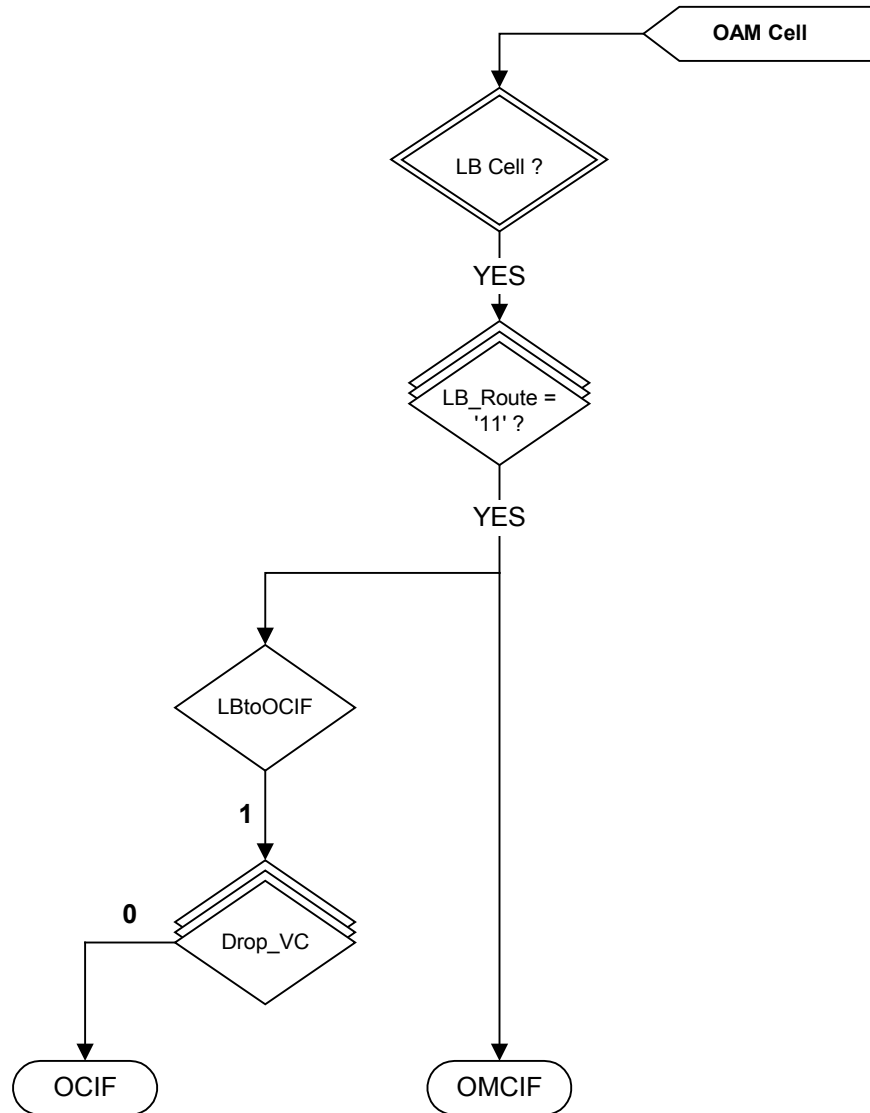 OAM Cell
LB Cell ?
YES
LB_Route =
'11' ?
YES
LBtoOCIF
1
0
Drop_VC
OCIF
OMCIF